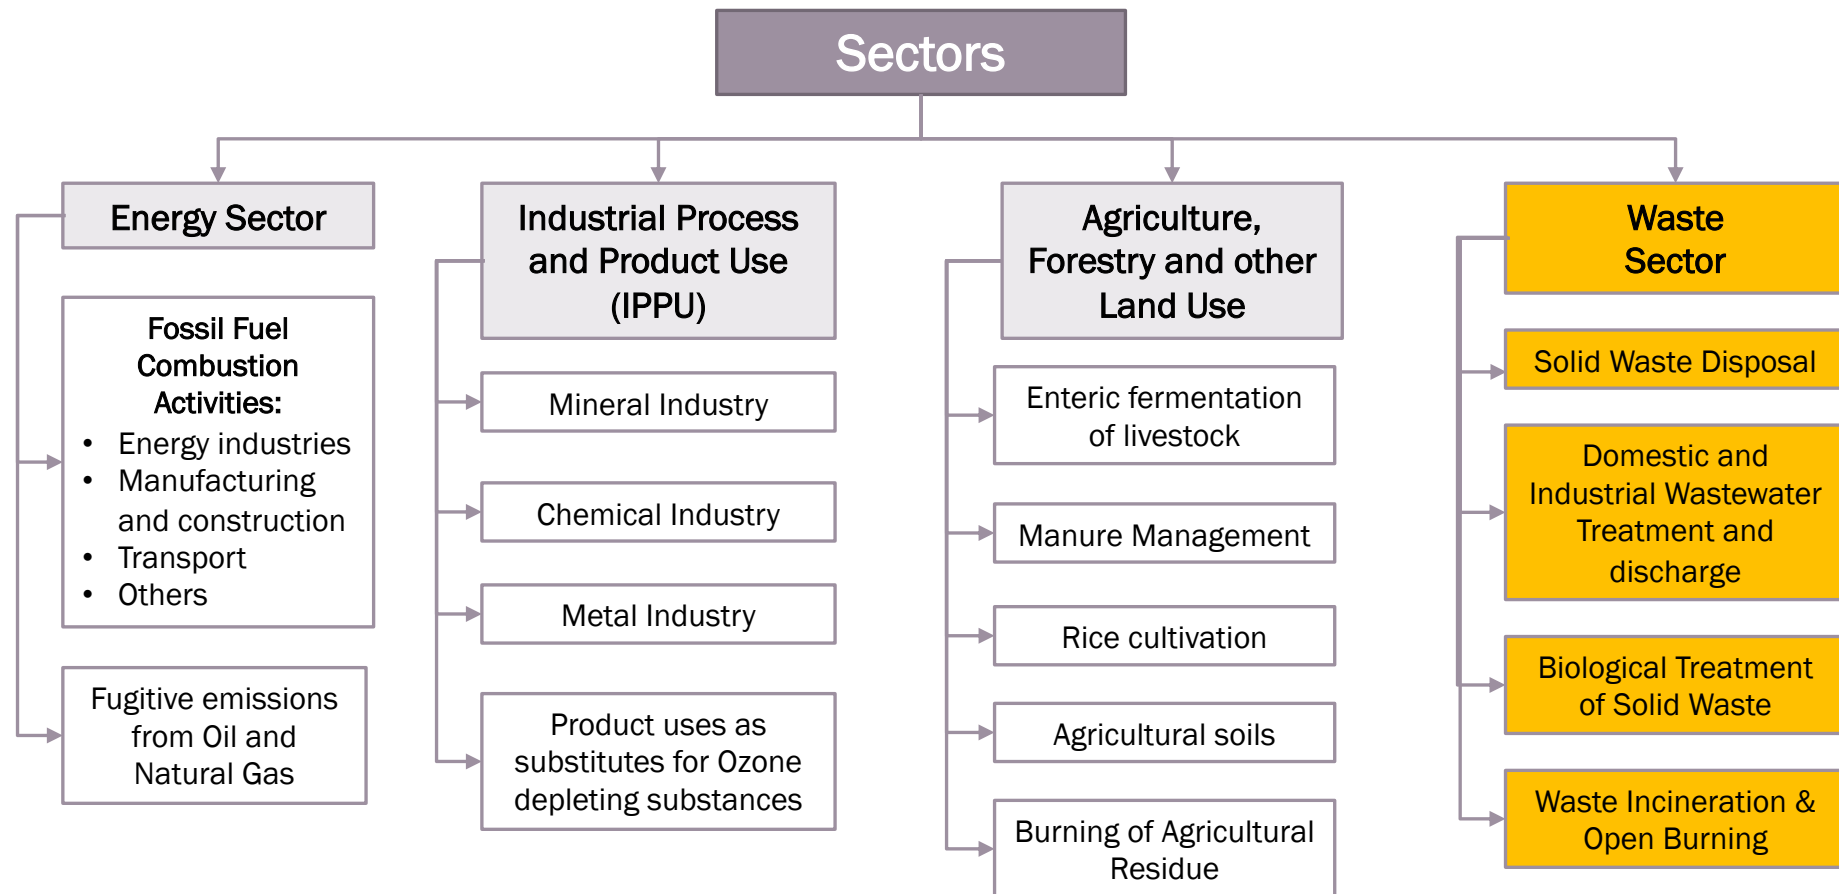 Sectors
Energy Sector
Fossil Fuel
Combustion
Activities:
• Energy industries
• Manufacturing
and construction
• Transport
• Others
Fugitive emissions
from Oil and
Natural Gas
Industrial Process
and Product Use
(IPPU)
Mineral Industry
Chemical Industry
Metal Industry
Product uses as
substitutes for Ozone
depleting substances
Agriculture,
Forestry and other
Land Use
Enteric fermentation
of livestock
Manure Management
Rice cultivation
Agricultural soils
Burning of Agricultural
Residue
Waste
Sector
Solid Waste Disposal
Domestic and
Industrial Wastewater
Treatment and
discharge
Biological Treatment
of Solid Waste
Waste Incineration &
Open Burning